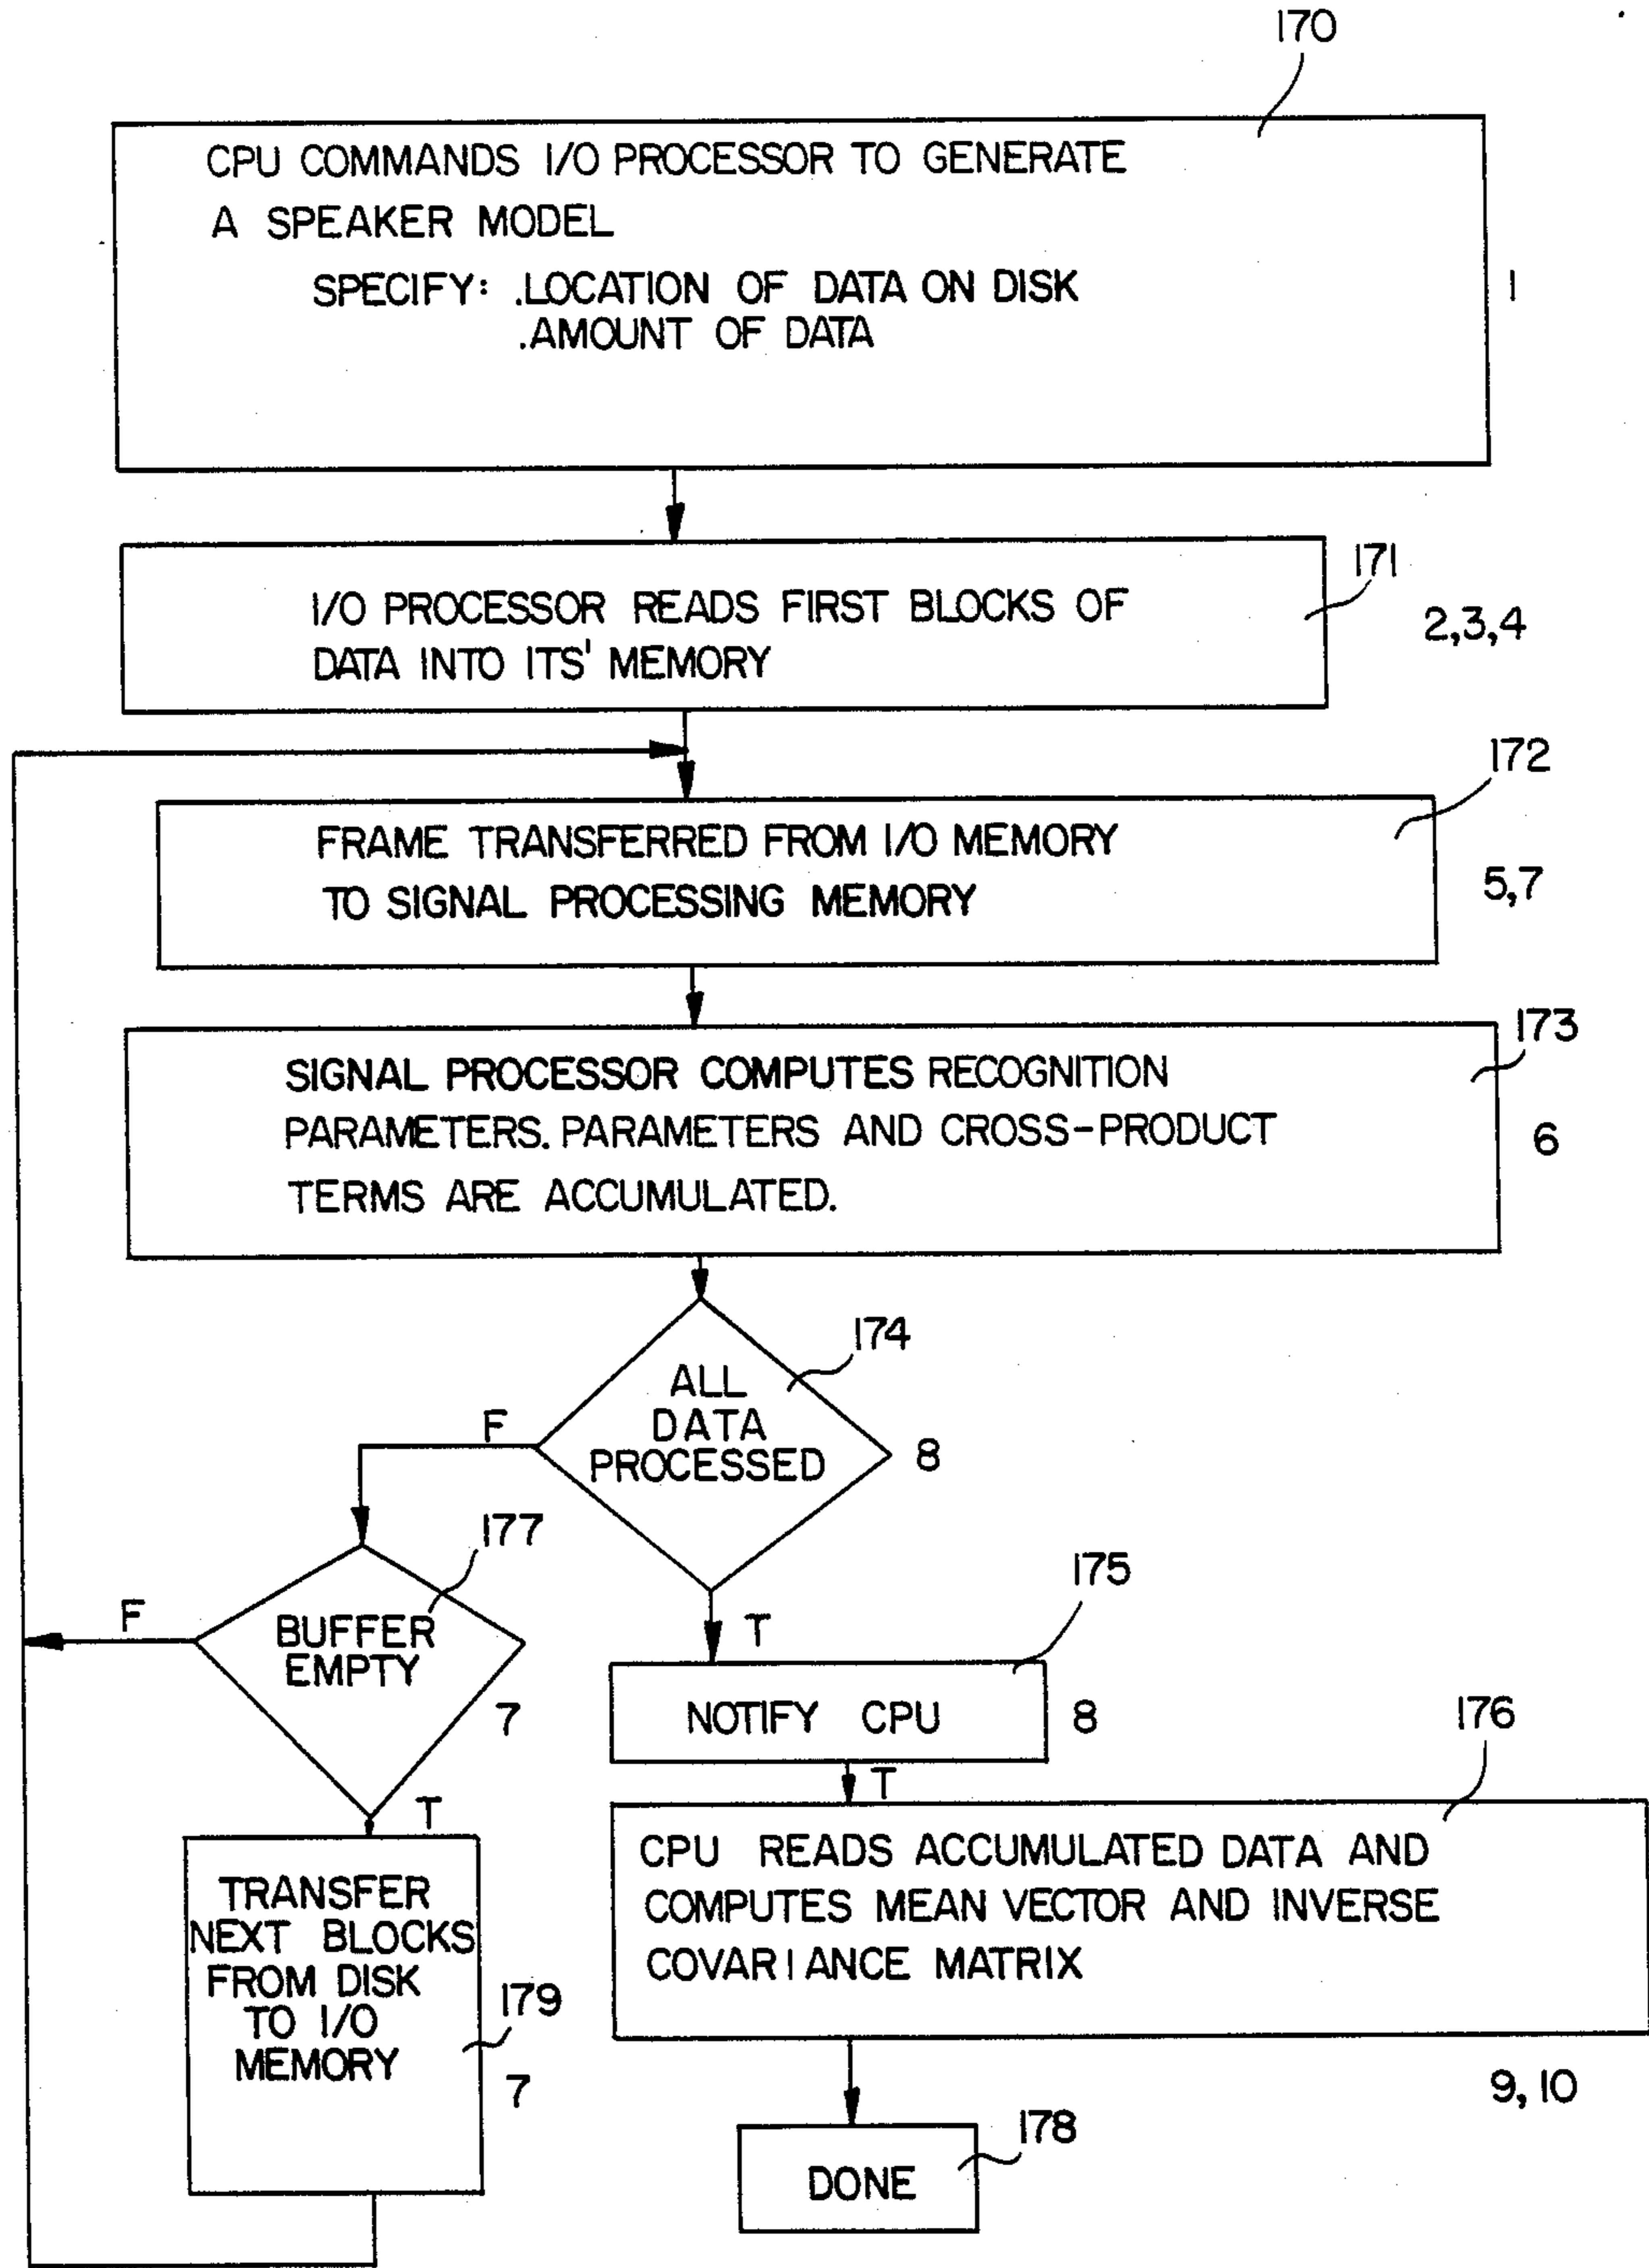 170
CPU COMMANDS I/O PROCESSOR TO GENERATE
A SPEAKER MODEL
SPECIFY: .LOCATION OF DATA ON DISK
.AMOUNT OF DATA
1
171
I/O PROCESSOR READS FIRST BLOCKS OF
DATA INTO ITS' MEMORY
2,3,4
172
FRAME TRANSFERRED FROM I/O MEMORY
TO SIGNAL PROCESSING MEMORY
5,7
173
SIGNAL PROCESSOR COMPUTES RECOGNITION
PARAMETERS. PARAMETERS AND CROSS-PRODUCT
TERMS ARE ACCUMULATED.
6
174
ALL
DATA
PROCESSED
8
F
177
BUFFER
EMPTY
F
7
T
T
175
NOTIFY CPU
8
T
176
CPU READS ACCUMULATED DATA AND
COMPUTES MEAN VECTOR AND INVERSE
COVARIANCE MATRIX
9, 10
TRANSFER
NEXT BLOCKS
FROM DISK
TO I/O
MEMORY
179
7
178
DONE